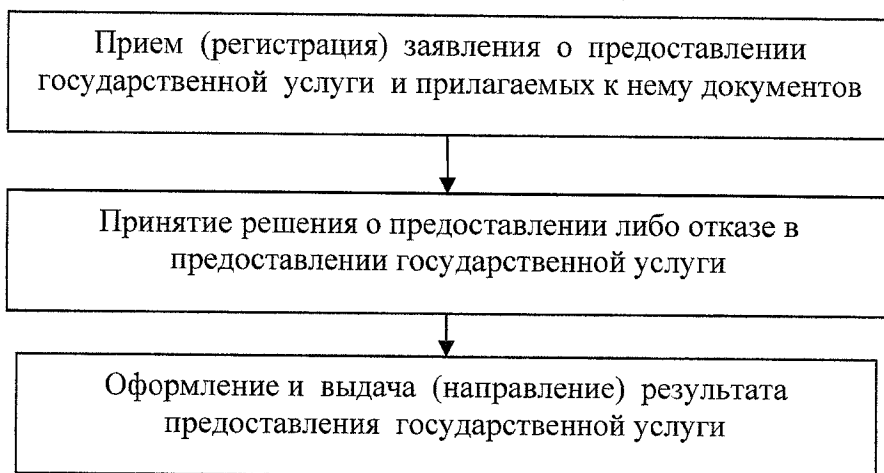 Прием (регистрация) заявления о предоставлении
государственной услуги и прилагаемых к нему документов
Принятие решения о предоставлении либо отказе в
предоставлении государственной услуги
Оформление и выдача (направление) результата
предоставления государственной услуги